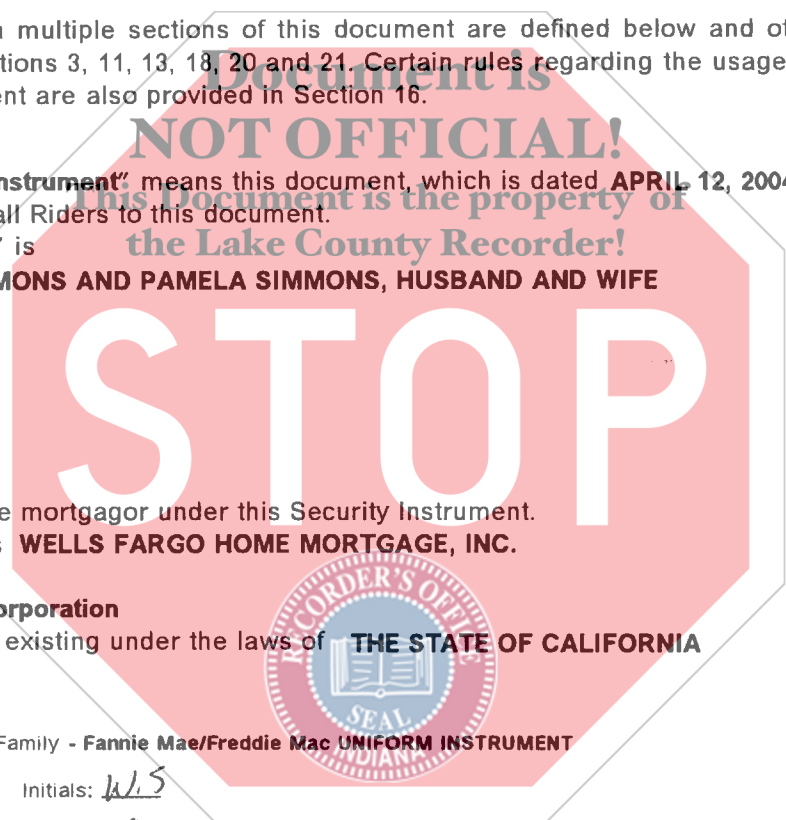 multiple sections of this document are defined below and
tions 3, 11, 13, 18, 20 and 21. Certain rules regarding the usage
ent are also provided in Section 16.
Document is
NOT OFFICIAL!
This Document is the property of
the Lake County Recorder!
nstrument" means this document, which is dated APRIL 12, 2004
all Riders to this document.
" is
MONS AND PAMELA SIMMONS, HUSBAND AND WIFE
STOP
e mortgagor under this Security Instrument.
s WELLS FARGO HOME MORTGAGE, INC.
orporation
existing under the laws of THE STATE OF CALIFORNIA
RECORDER'S OFFICE
SEAL
INDIANA
Family - Fannie Mae/Freddie Mac UNIFORM INSTRUMENT
Initials: W.S